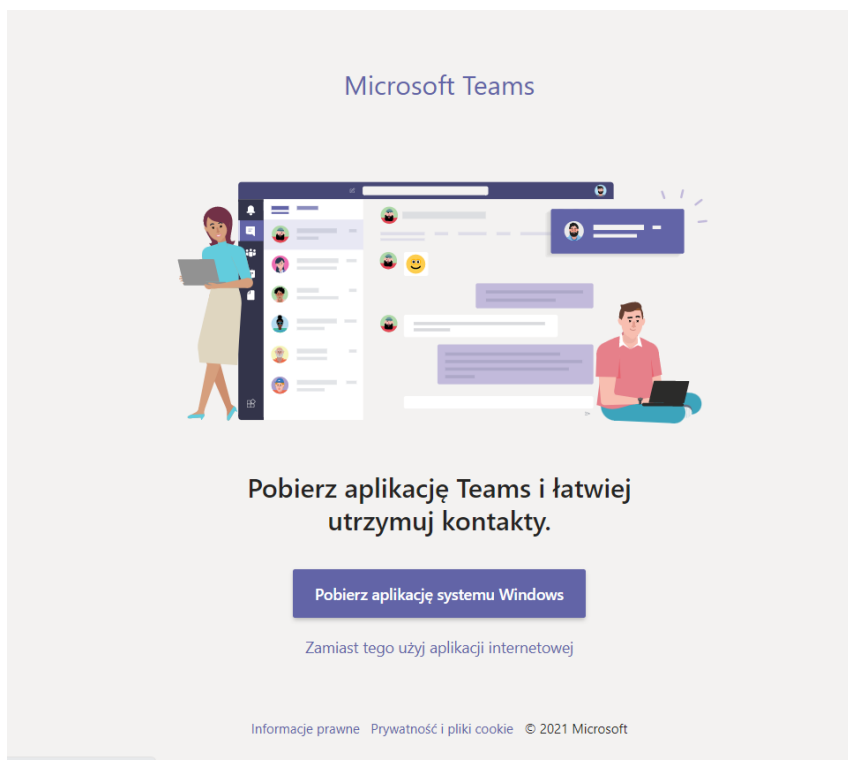 Microsoft Teams
Pobierz aplikację Teams i łatwiej
utrzymuj kontakty.
Pobierz aplikację systemu Windows
Zamiast tego użyj aplikacji internetowej
Informacje prawne Prywatność i pliki cookie © 2021 Microsoft